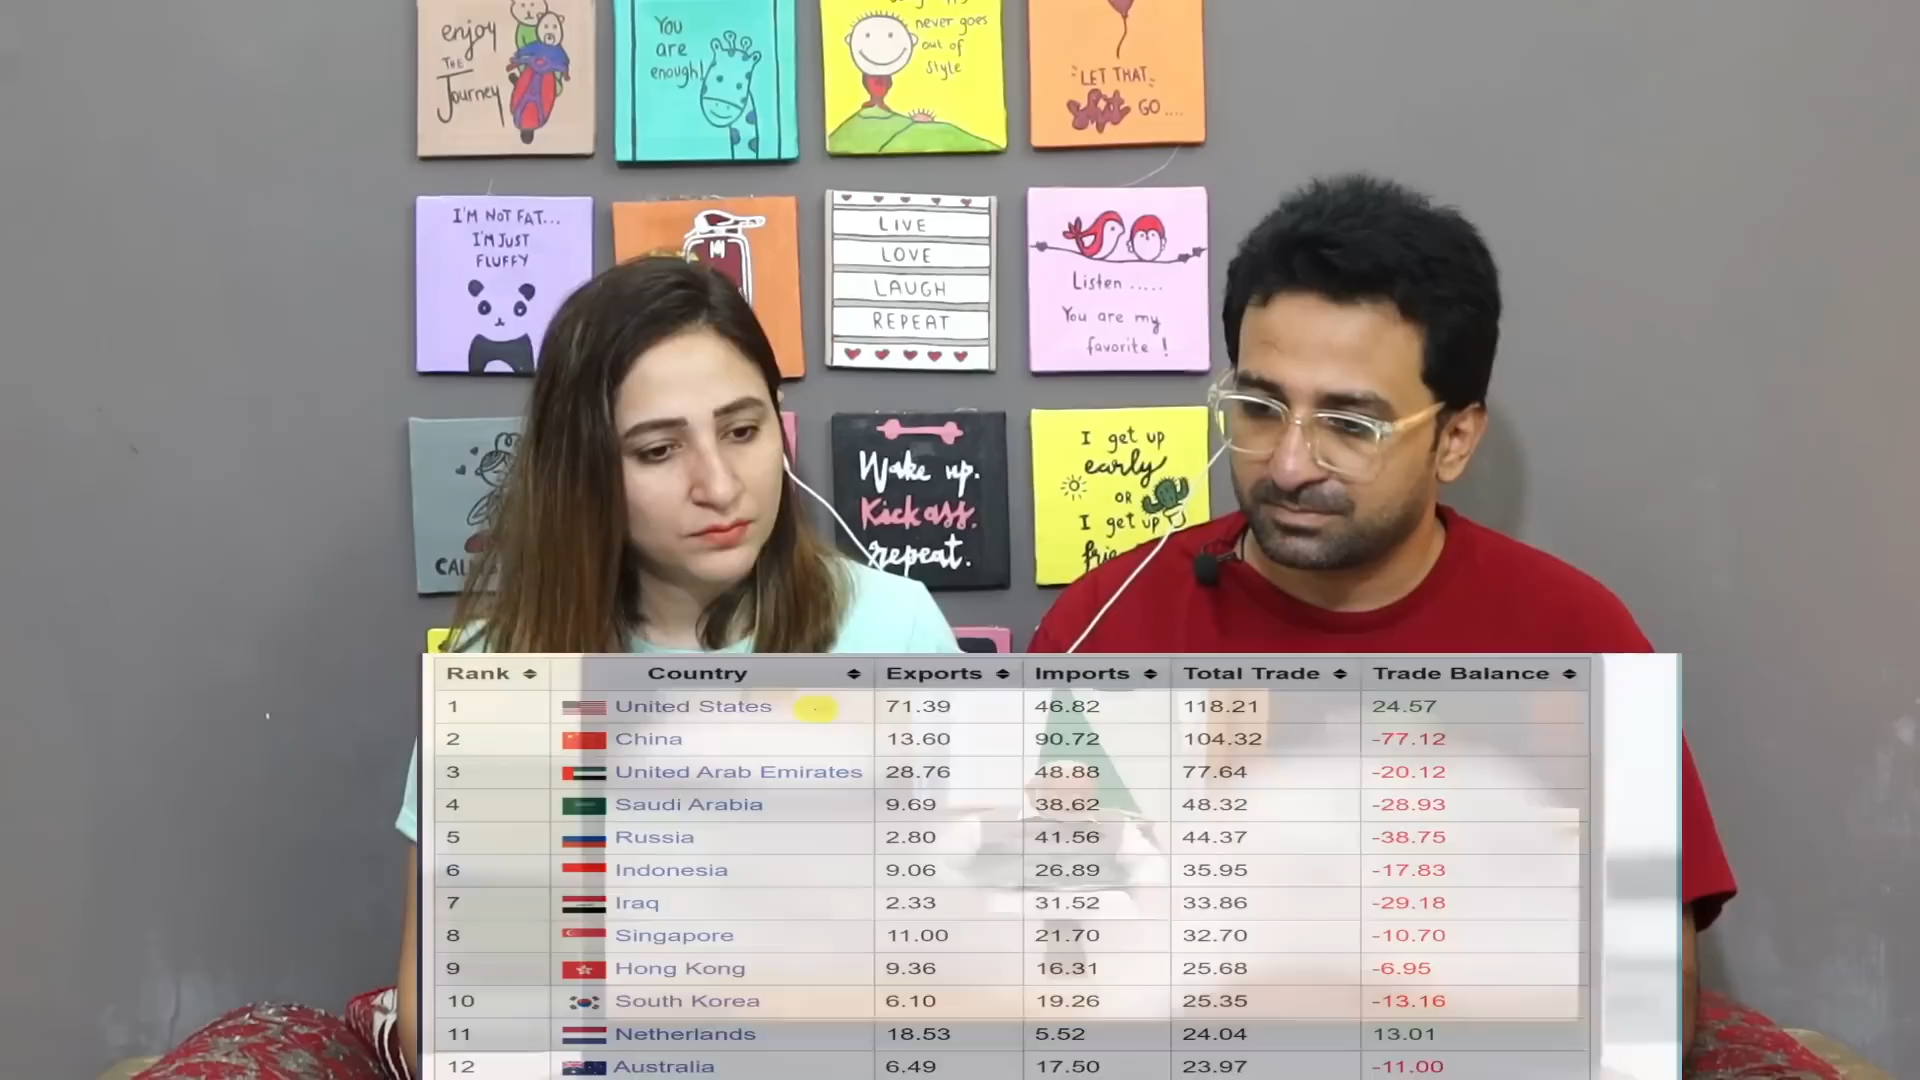 enjoy
THE
Journey
You
are
enough!
never goes
out of
style
LET THAT
GO ....
I'M NOT FAT...
I'M JUST
FLUFFY
LIVE
LOVE
LAUGH
REPEAT
Listen .....
You are my
favorite !
Wake up.
Kick ass.
repeat.
I get up
early
OR
I get up
Rank Country Exports Imports Total Trade Trade Balance
1 United States 71.39 46.82 118.21 24.57
2 China 13.60 90.72 104.32 -77.12
3 United Arab Emirates 28.76 48.88 77.64 -20.12
4 Saudi Arabia 9.69 38.62 48.32 -28.93
5 Russia 2.80 41.56 44.37 -38.75
6 Indonesia 9.06 26.89 35.95 -17.83
7 Iraq 2.33 31.52 33.86 -29.18
8 Singapore 11.00 21.70 32.70 -10.70
9 Hong Kong 9.36 16.31 25.68 -6.95
10 South Korea 6.10 19.26 25.35 -13.16
11 Netherlands 18.53 5.52 24.04 13.01
12 Australia 6.49 17.50 23.97 -11.00